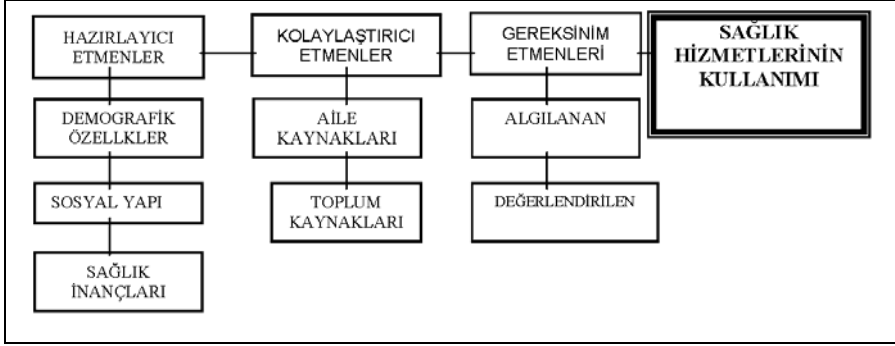 HAZIRLAYICI
ETMENLER
KOLAYLAŞTIRICI
ETMENLER
GEREKSİNİM
ETMENLERİ
SAĞLIK
HİZMETLERİNİN
KULLANIMI
DEMOGRAFİK
ÖZELLKLER
AİLE
KAYNAKLARI
ALGILANAN
SOSYAL YAPI
TOPLUM
KAYNAKLARI
DEĞERLENDİRİLEN
SAĞLIK
İNANÇLARI